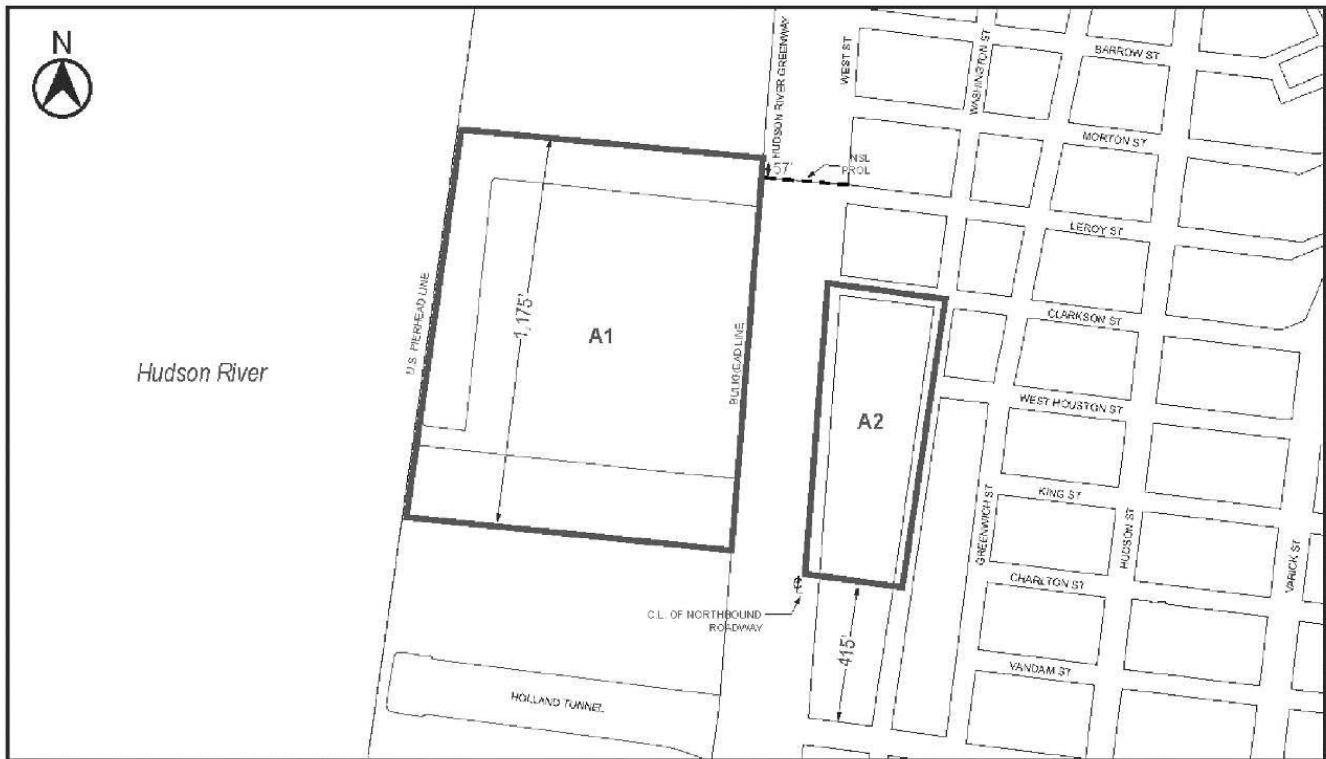 N
HUDSON RIVER GREENWAY
WEST ST
WASHINGTON ST
BARROW ST
MORTON ST
57'
NSL
PROL
LEROY ST
U.S. PIERHEAD LINE
1,175'
A1
BULKHEAD LINE
CLARKSON ST
Hudson River
A2
WEST HOUSTON ST
KING ST
GREENWICH ST
HUDSON ST
VARICK ST
CHARLTON ST
C.L. OF NORTHBOUND
ROADWAY
415'
VANDAM ST
HOLLAND TUNNEL